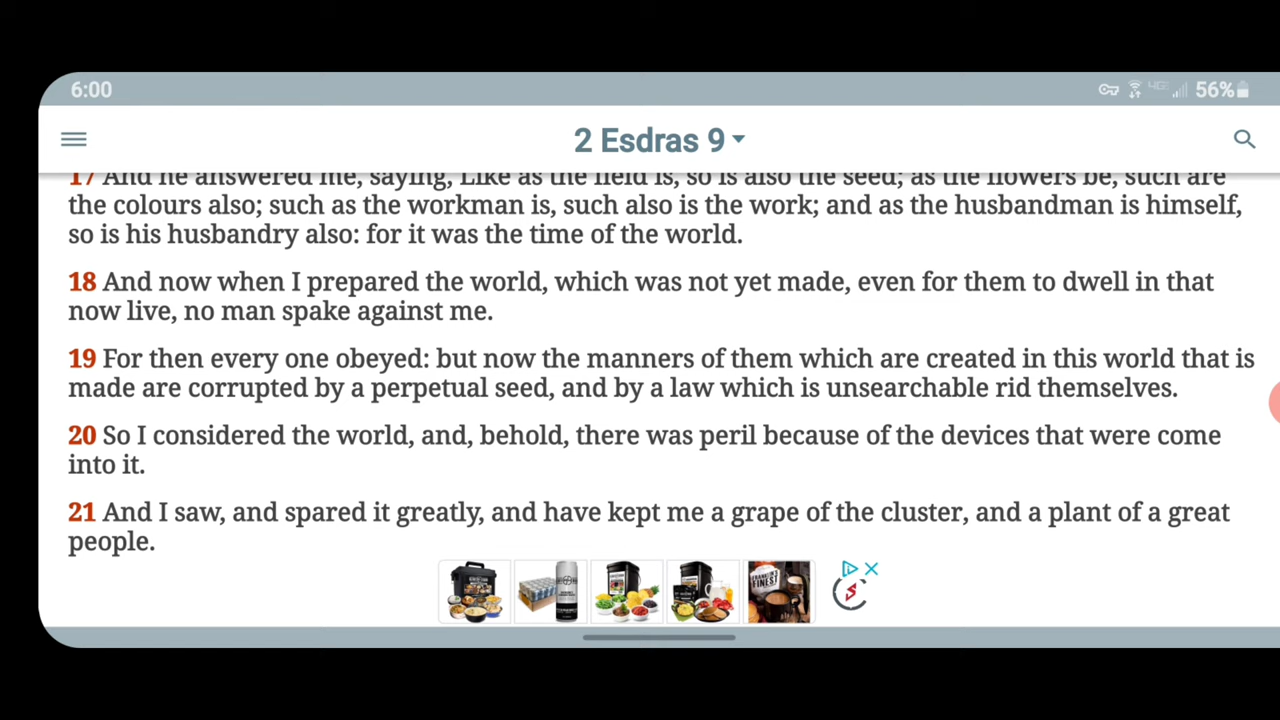 6:00
56%
2 Esdras 9
17 And he answered me, saying, Like as the field is, so is also the seed; as the flowers be, such are
the colours also; such as the workman is, such also is the work; and as the husbandman is himself,
so is his husbandry also: for it was the time of the world.
18 And now when I prepared the world, which was not yet made, even for them to dwell in that
now live, no man spake against me.
19 For then every one obeyed: but now the manners of them which are created in this world that is
made are corrupted by a perpetual seed, and by a law which is unsearchable rid themselves.
20 So I considered the world, and, behold, there was peril because of the devices that were come
into it.
21 And I saw, and spared it greatly, and have kept me a grape of the cluster, and a plant of a great
people.
FINEST